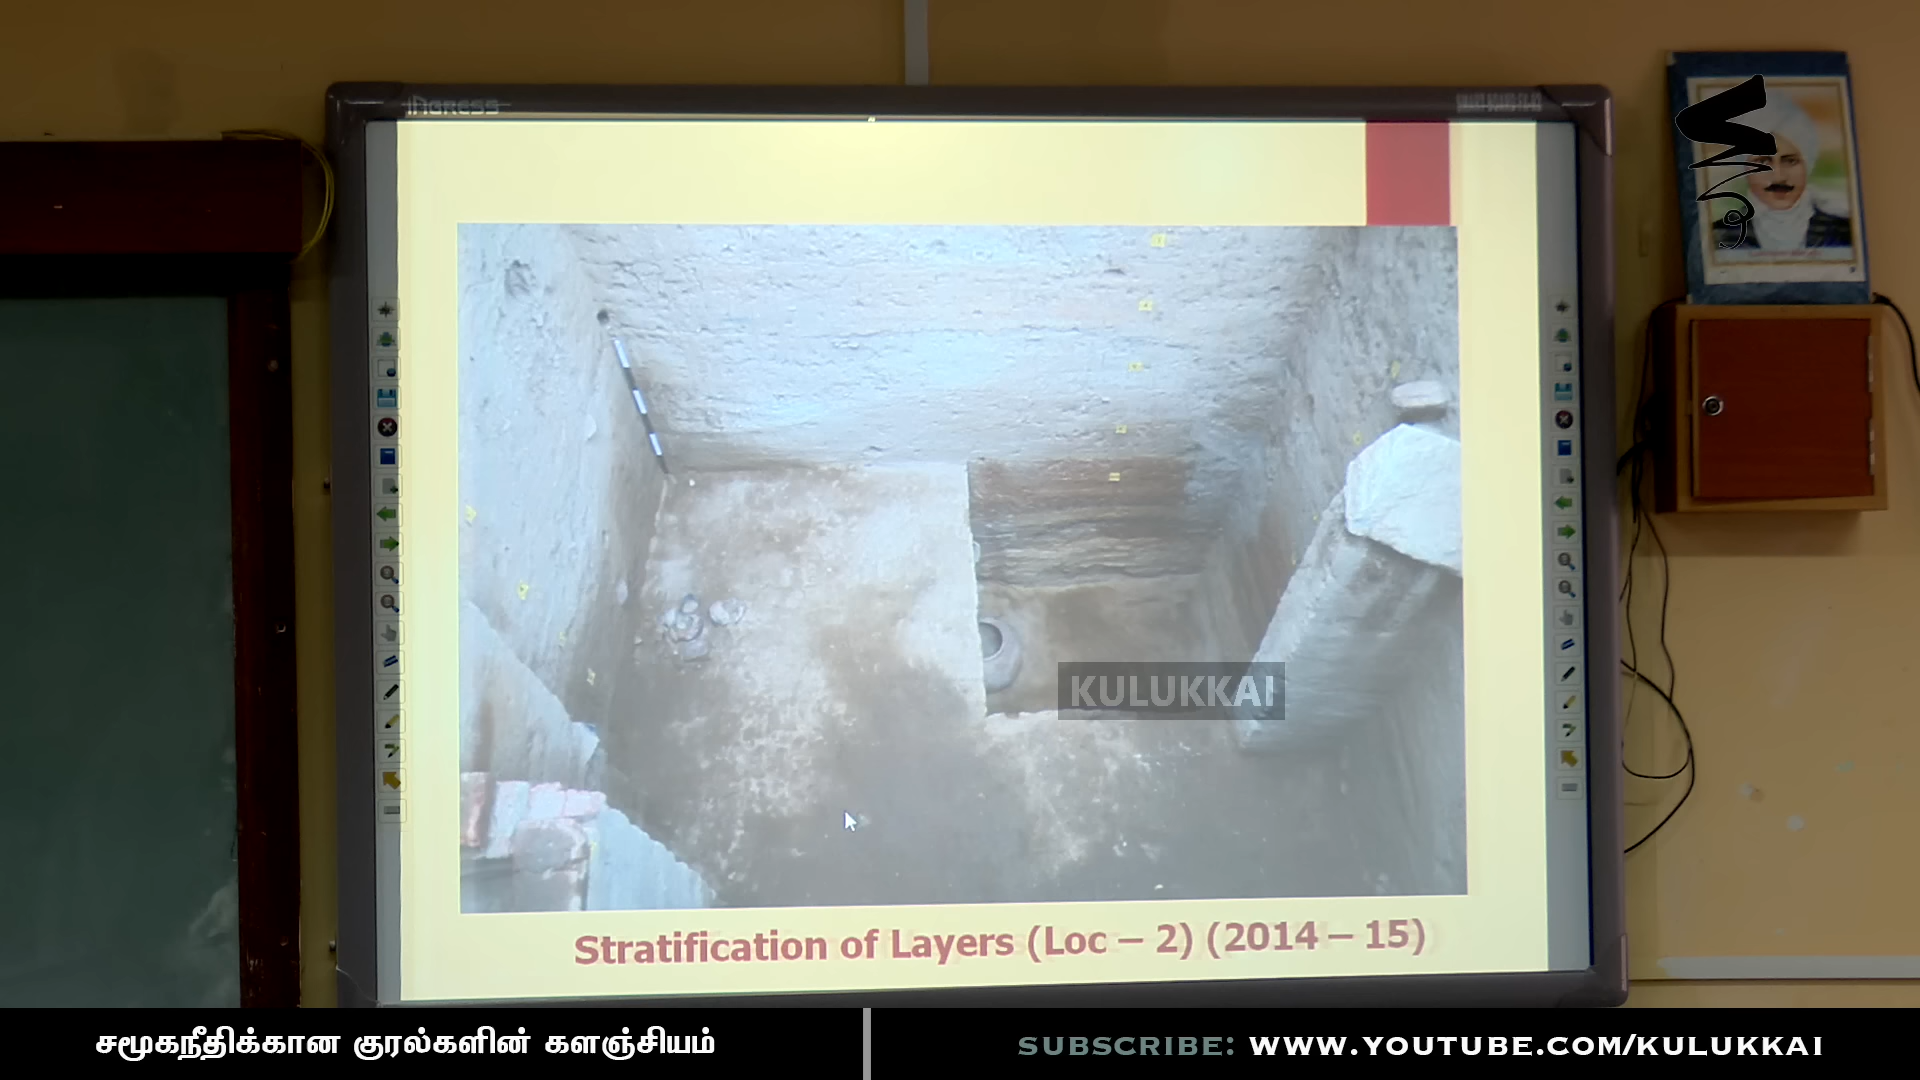 INGRESS
KULUKKAI
Stratification of Layers (Loc – 2) (2014 – 15)
சமூகநீதிக்கான குரல்களின் களஞ்சியம்
SUBSCRIBE: WWW.YOUTUBE.COM/KULUKKAI